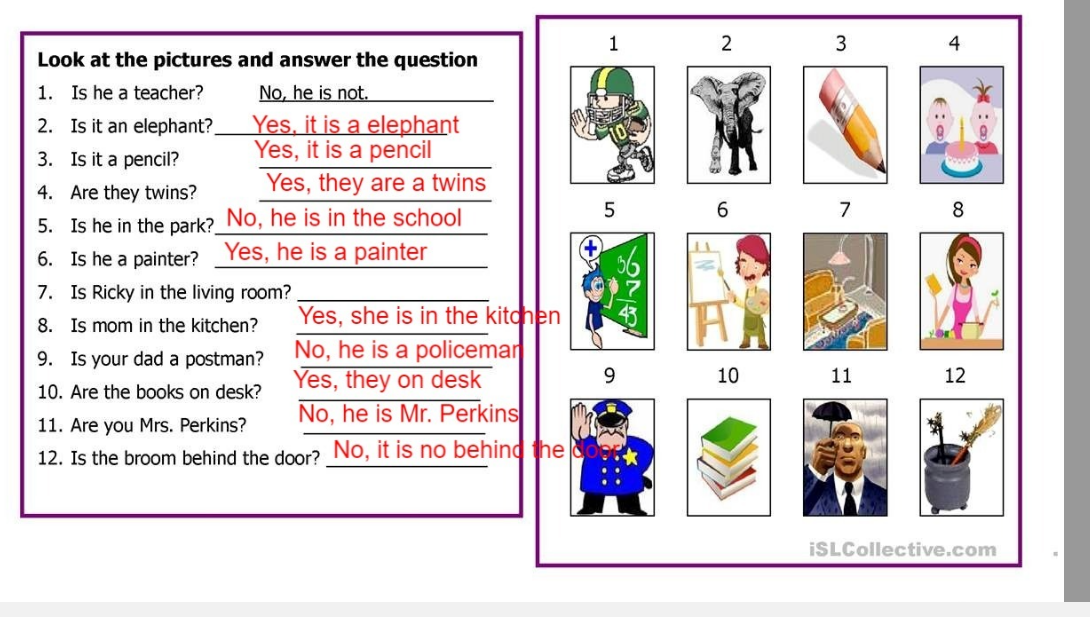 Look at the pictures and answer the question
1. Is he a teacher? No, he is not.
2. Is it an elephant? Yes, it is a elephant
3. Is it a pencil? Yes, it is a pencil
4. Are they twins? Yes, they are a twins
5. Is he in the park? No, he is in the school
6. Is he a painter? Yes, he is a painter
7. Is Ricky in the living room?
8. Is mom in the kitchen? Yes, she is in the kitchen
9. Is your dad a postman? No, he is a policeman
10. Are the books on desk? Yes, they on desk
11. Are you Mrs. Perkins? No, he is Mr. Perkins
12. Is the broom behind the door? No, it is no behind the door.
1 2 3 4
10
5 6 7 8
36
7
43
9 10 11 12
iSLCollective.com